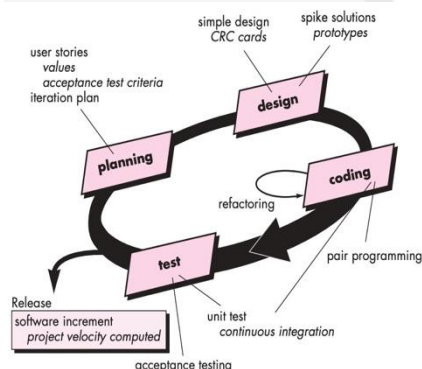 simple design
CRC cards
spike solutions
prototypes
user stories
values
acceptance test criteria
iteration plan
design
planning
coding
refactoring
pair programming
test
Release
software increment
project velocity computed
unit test
continuous integration
acceptance testing